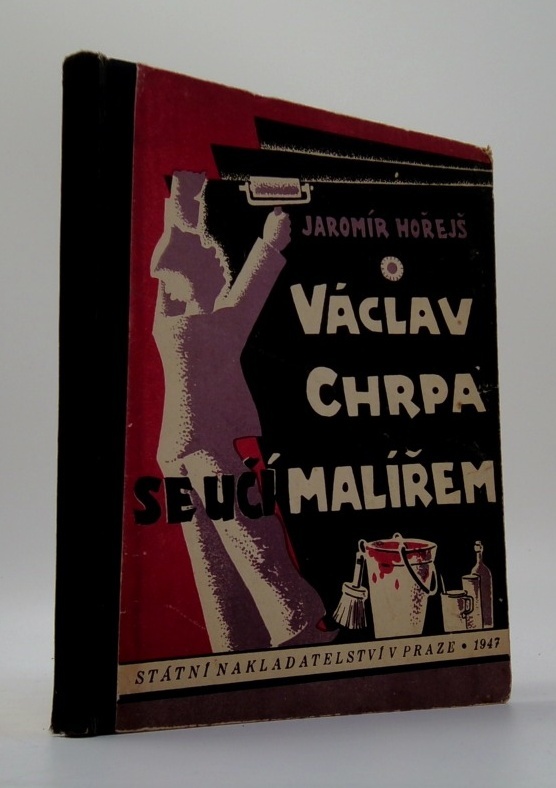 JAROMÍR HOŘEJŠ
VÁCLAV
CHRPA
SE UČÍ MALÍŘEM
STÁTNÍ NAKLADATELSTVÍ V PRAZE • 1947